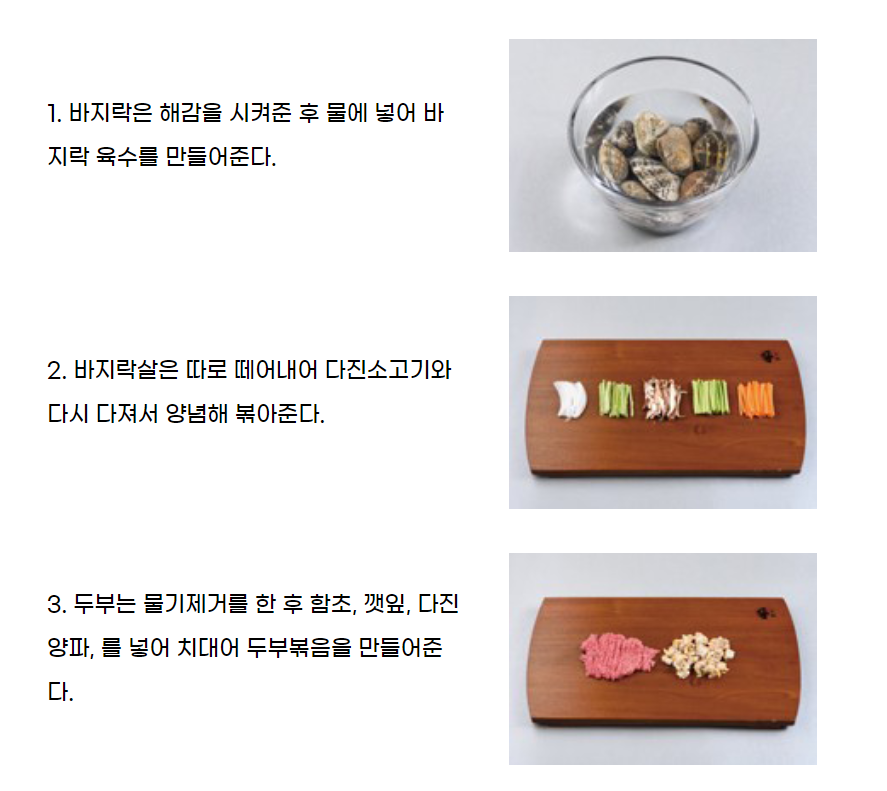 1. 바지락은 해감을 시켜준 후 물에 넣어 바
지락 육수를 만들어준다.
2. 바지락살은 따로 떼어내어 다진소고기와
다시 다져서 양념해 볶아준다.
3. 두부는 물기제거를 한 후 함초, 깻잎, 다진
양파, 를 넣어 치대어 두부볶음을 만들어준
다.